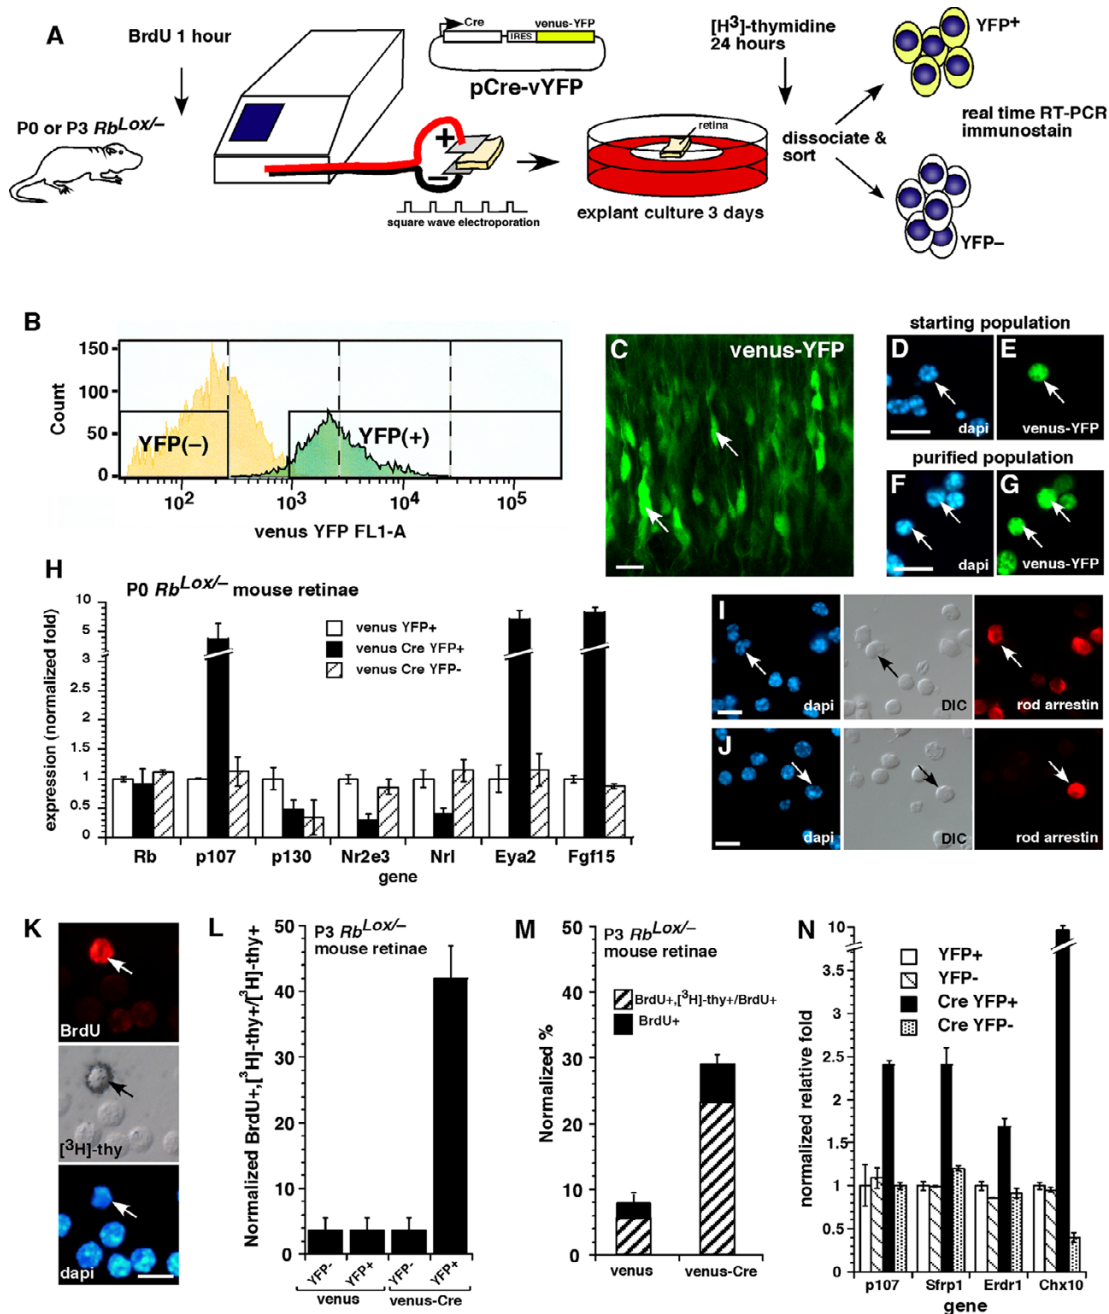 A
BrdU 1 hour
P0 or P3 Rb^Lox/–
Cre
venus-YFP
IRES
pCre-vYFP
+
–
square wave electroporation
[H³]-thymidine
24 hours
retina
explant culture 3 days
dissociate &
sort
YFP+
real time RT-PCR
immunostain
YFP–
B
150
100
50
0
Count
YFP(–)
YFP(+)
10²
10³
10⁴
10⁵
venus YFP FL1-A
C
venus-YFP
starting population
D
dapi
E
venus-YFP
purified population
F
dapi
G
venus-YFP
H
P0 Rb^Lox/– mouse retinae
expression (normalized fold)
10
5
3
2
1.5
1
0.5
0
venus YFP+
venus Cre YFP+
venus Cre YFP-
Rb
p107
p130
Nr2e3
Nrl
Eya2
Fgf15
gene
I
dapi
DIC
rod arrestin
J
dapi
DIC
rod arrestin
K
BrdU
[³H]-thy
dapi
L
P3 Rb^Lox/–
mouse retinae
Normalized BrdU+,[³H]-thy+/[³H]-thy+
50
40
30
20
10
0
YFP-
YFP+
YFP-
YFP+
venus
venus-Cre
M
P3 Rb^Lox/–
mouse retinae
BrdU+,[³H]-thy+/BrdU+
BrdU+
Normalized %
50
40
30
20
10
0
venus
venus-Cre
N
YFP+
YFP-
Cre YFP+
Cre YFP-
normalized relative fold
10
3.5
3
2.5
2
1.5
1
0.5
0
p107
Sfrp1
Erdr1
Chx10
gene